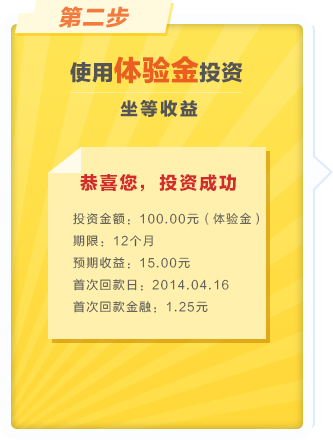 第二步
使用体验金投资
坐等收益
恭喜您，投资成功
投资金额：100.00元（体验金）
期限：12个月
预期收益：15.00元
首次回款日：2014.04.16
首次回款金融：1.25元